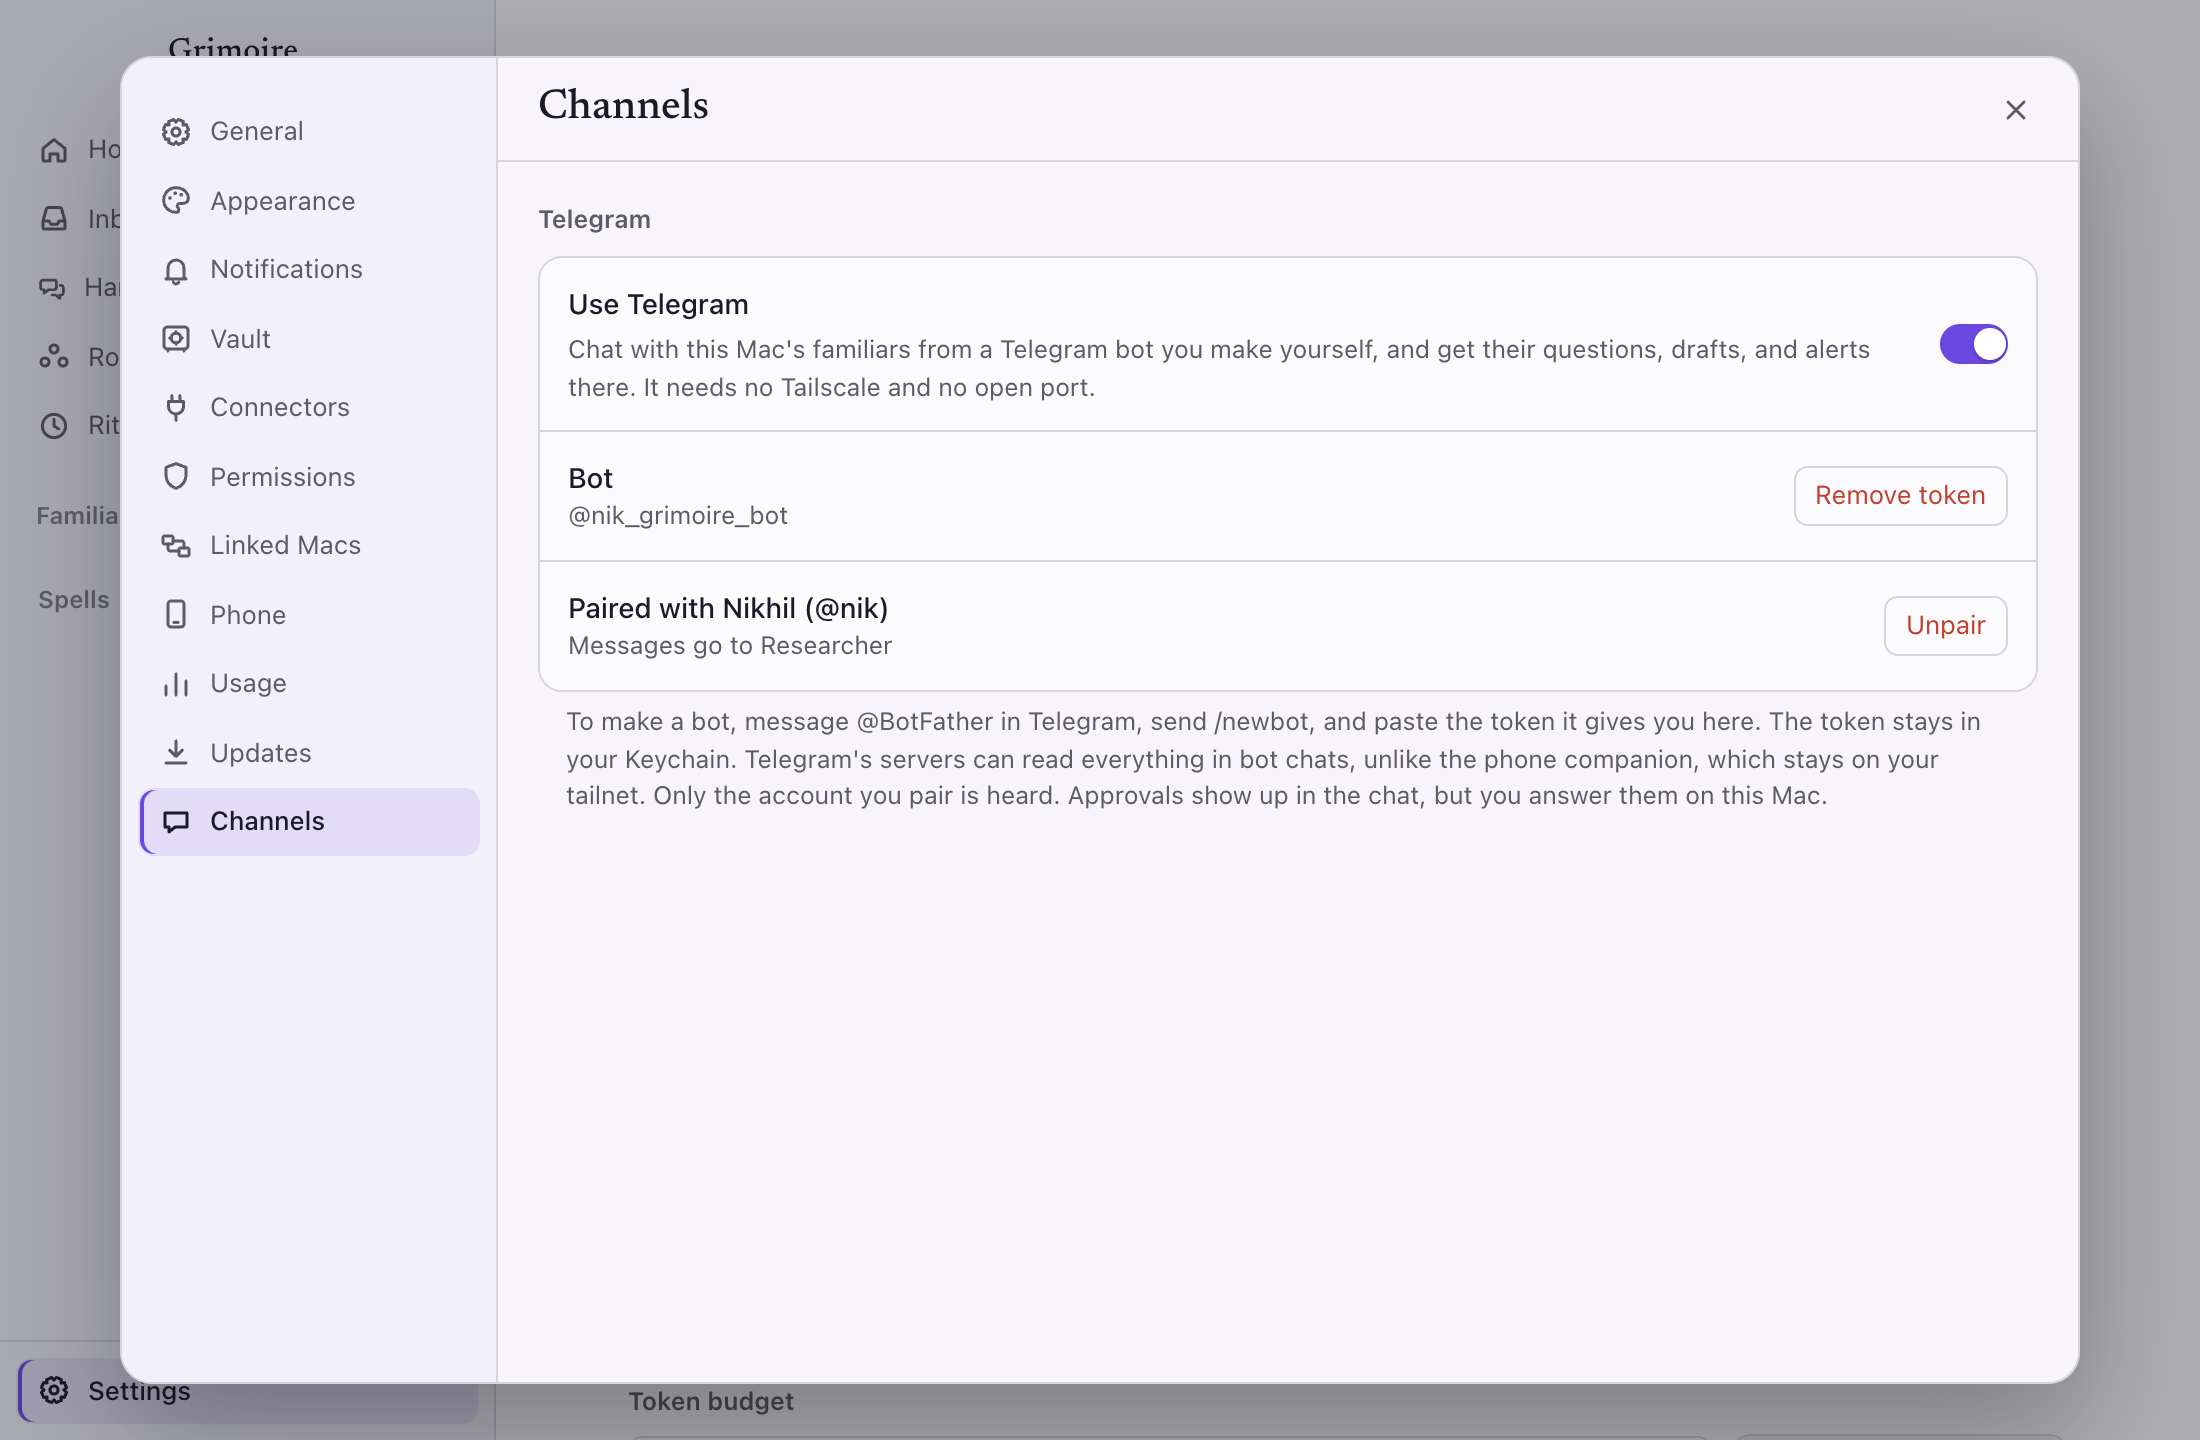 Grimoire
Ho
Inb
Har
Ro
Rit
Familia
Spells
Settings
General
Appearance
Notifications
Vault
Connectors
Permissions
Linked Macs
Phone
Usage
Updates
Channels
Channels
Telegram
Use Telegram
Chat with this Mac's familiars from a Telegram bot you make yourself, and get their questions, drafts, and alerts
there. It needs no Tailscale and no open port.
Bot
@nik_grimoire_bot
Remove token
Paired with Nikhil (@nik)
Messages go to Researcher
Unpair
To make a bot, message @BotFather in Telegram, send /newbot, and paste the token it gives you here. The token stays in
your Keychain. Telegram's servers can read everything in bot chats, unlike the phone companion, which stays on your
tailnet. Only the account you pair is heard. Approvals show up in the chat, but you answer them on this Mac.
Token budget